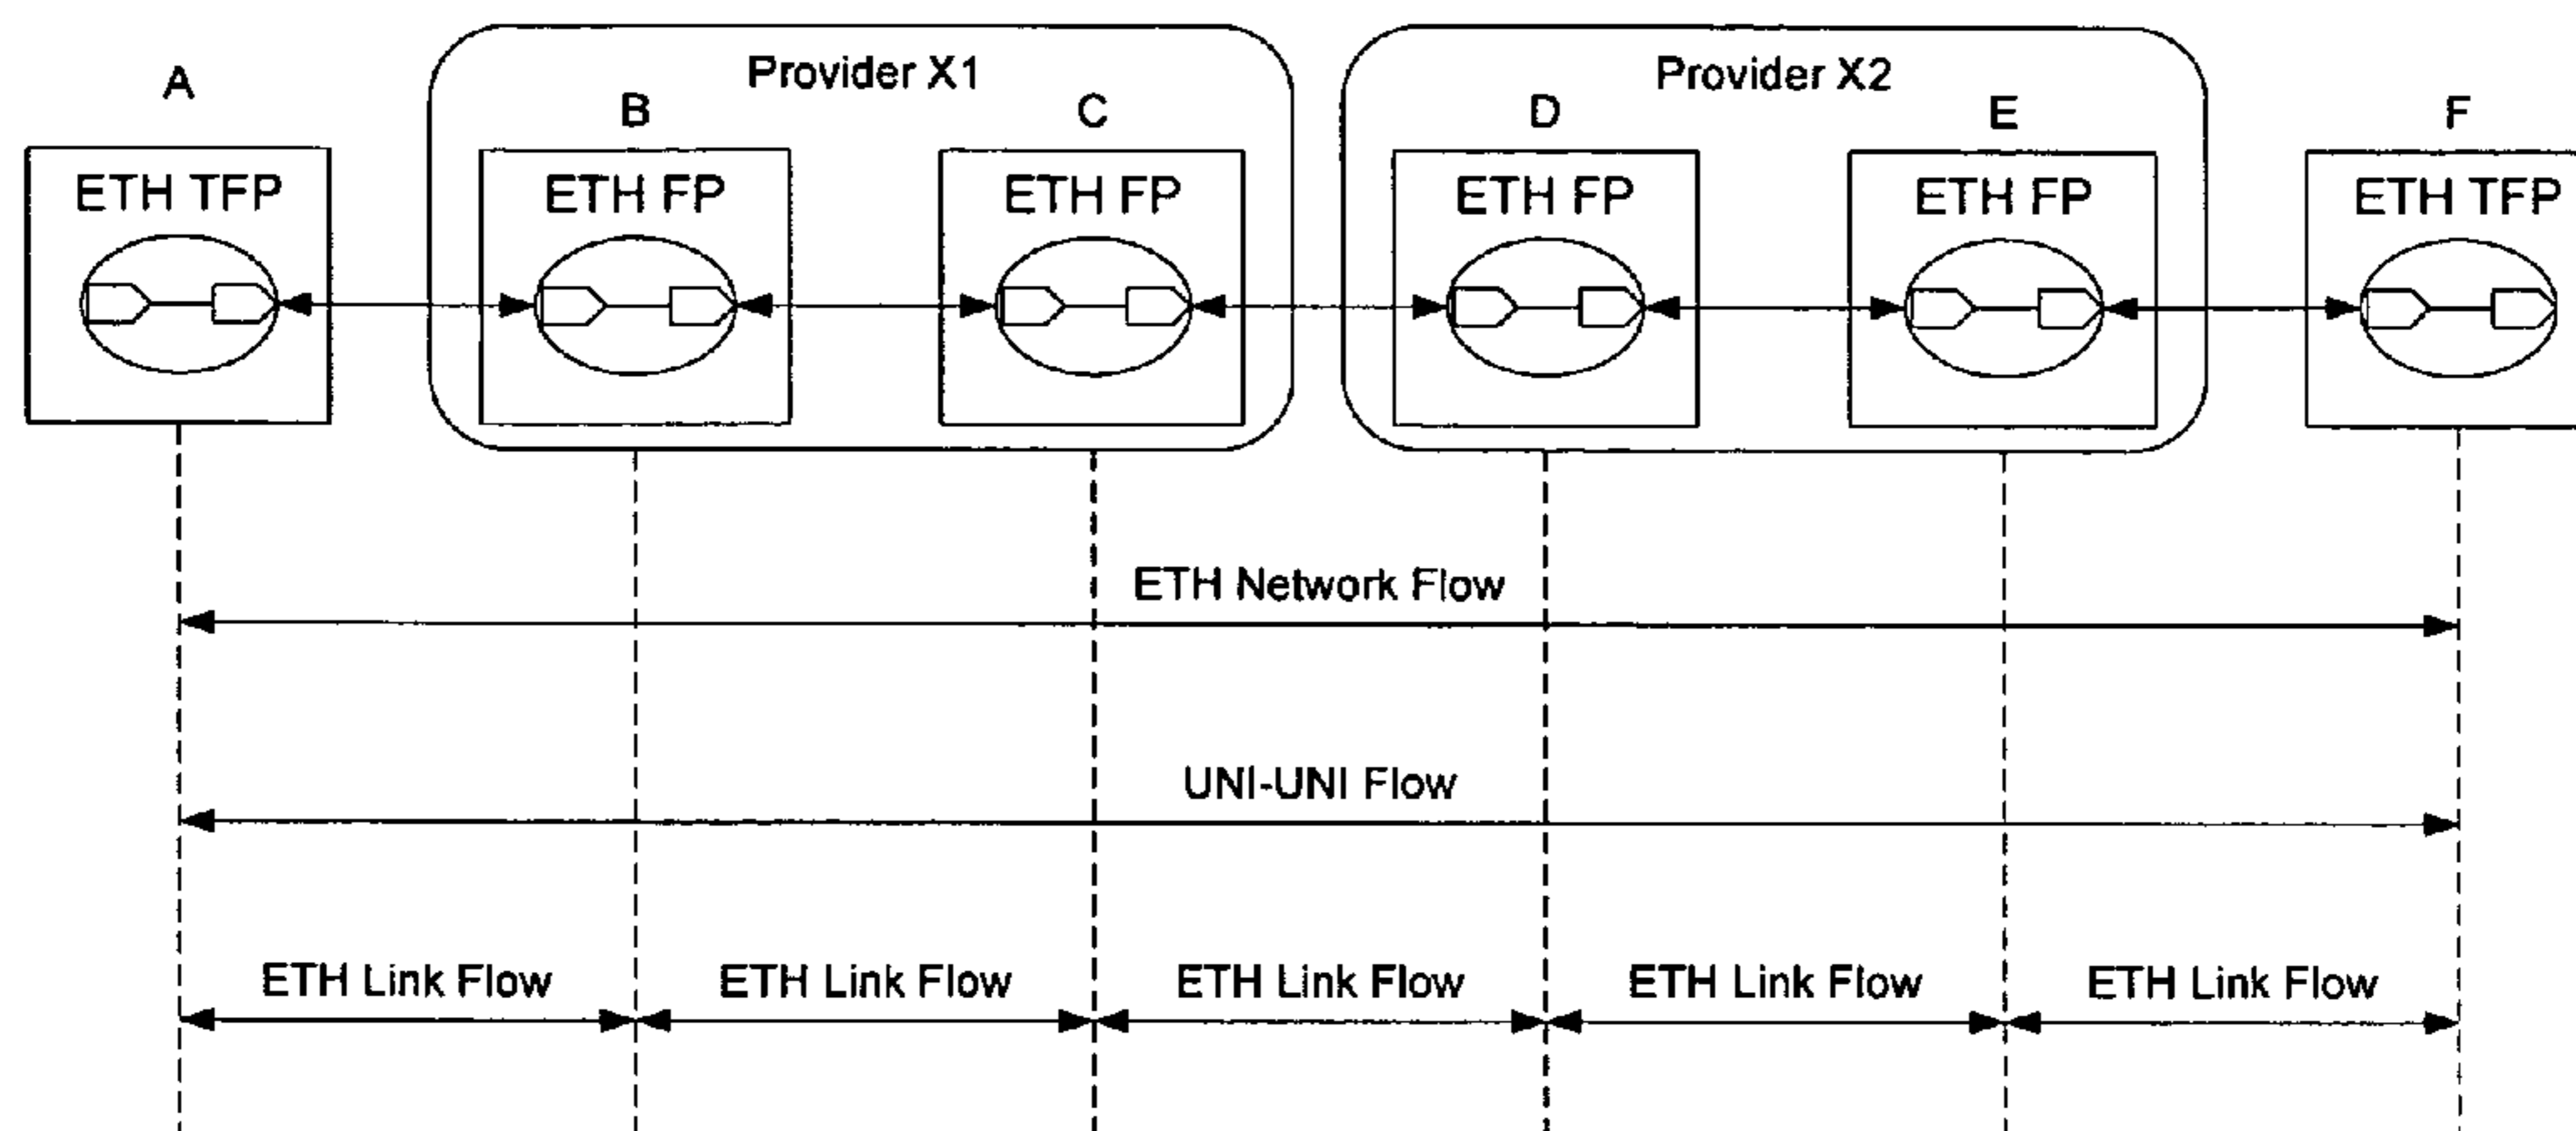 Provider X1
Provider X2
A
B
C
D
E
F
ETH TFP
ETH FP
ETH FP
ETH FP
ETH FP
ETH TFP
ETH Network Flow
UNI-UNI Flow
ETH Link Flow
ETH Link Flow
ETH Link Flow
ETH Link Flow
ETH Link Flow